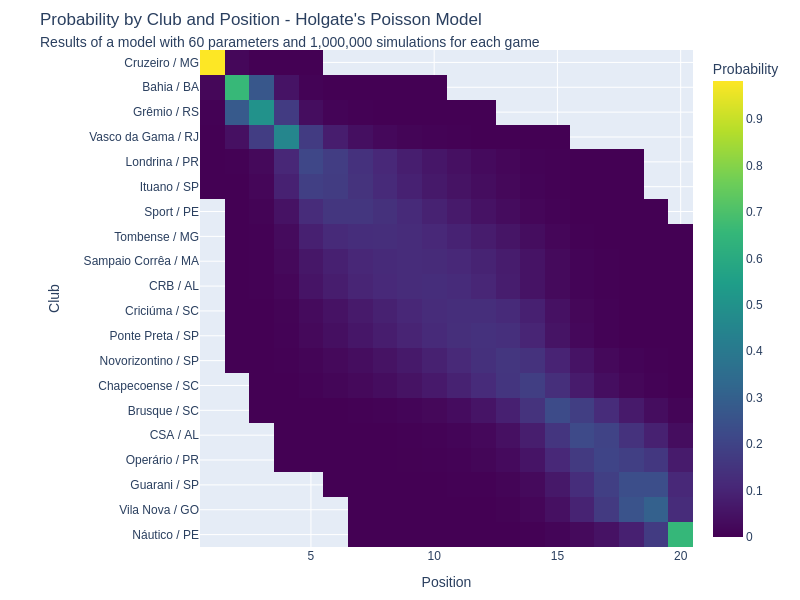 Probability by Club and Position - Holgate's Poisson Model
Results of a model with 60 parameters and 1,000,000 simulations for each game
Probability
Club
Cruzeiro / MG
Bahia / BA
Grêmio / RS
Vasco da Gama / RJ
Londrina / PR
Ituano / SP
Sport / PE
Tombense / MG
Sampaio Corrêa / MA
CRB / AL
Criciúma / SC
Ponte Preta / SP
Novorizontino / SP
Chapecoense / SC
Brusque / SC
CSA / AL
Operário / PR
Guarani / SP
Vila Nova / GO
Náutico / PE
0.9
0.8
0.7
0.6
0.5
0.4
0.3
0.2
0.1
0
5
10
15
20
Position